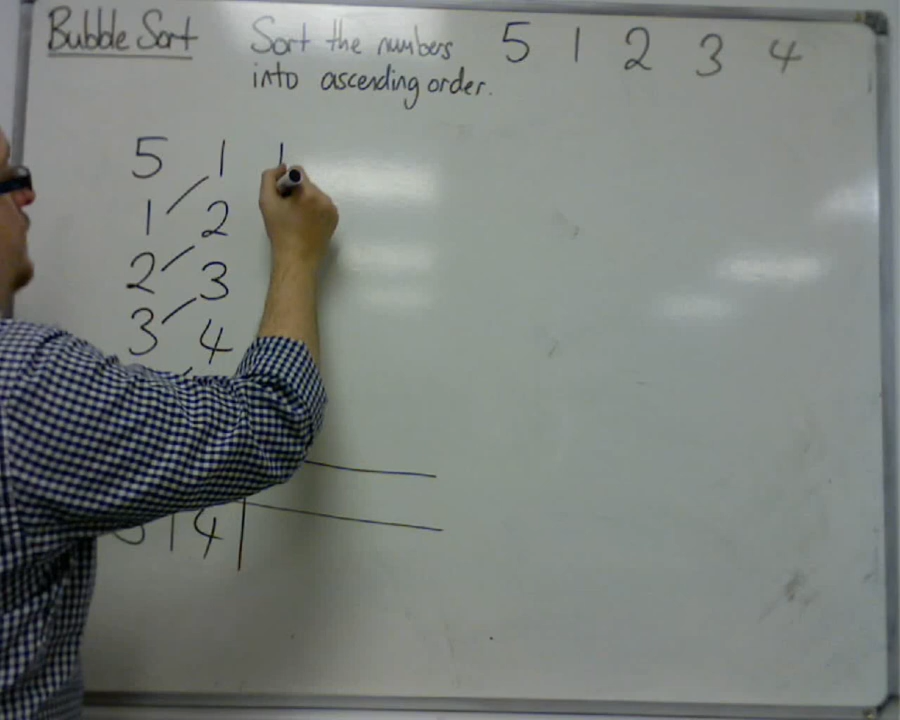 Bubble Sort
Sort the numbers
into ascending order.
5 1 2 3 4
5 1 1
1 2
2 3
3 4
4